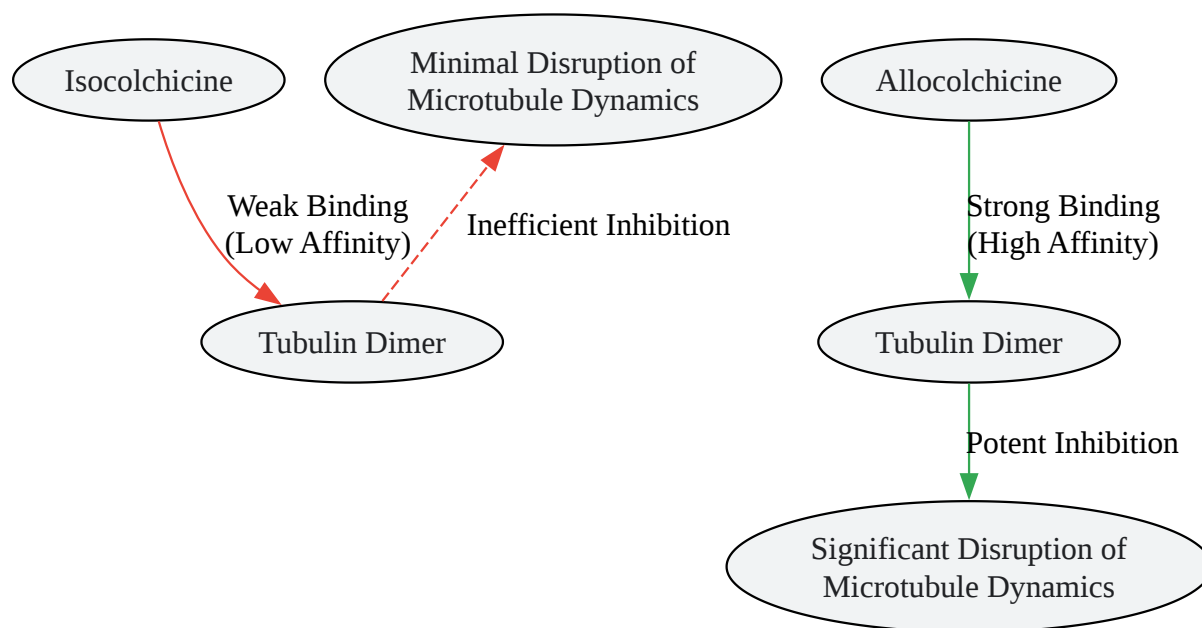 Isocolchicine
Minimal Disruption of
Microtubule Dynamics
Allocolchicine
Weak Binding
(Low Affinity)
Inefficient Inhibition
Strong Binding
(High Affinity)
Tubulin Dimer
Tubulin Dimer
Potent Inhibition
Significant Disruption of
Microtubule Dynamics